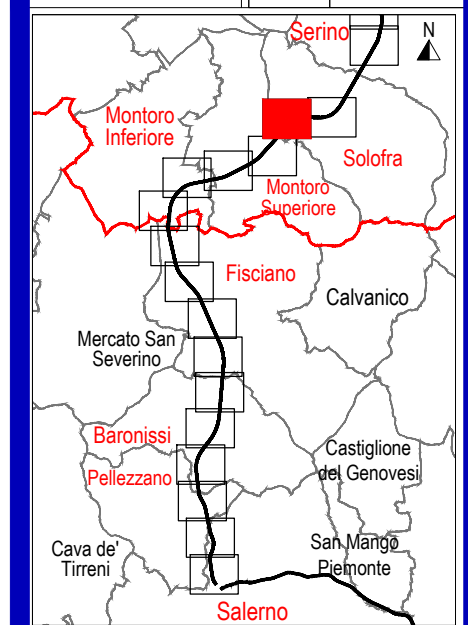 Serino
N
Montoro
Inferiore
Solofra
Montoro
Superiore
Fisciano
Calvanico
Mercato San
Severino
Baronissi
Castiglione
del Genovesi
Pellezzano
Cava de'
Tirreni
San Mango
Piemonte
Salerno